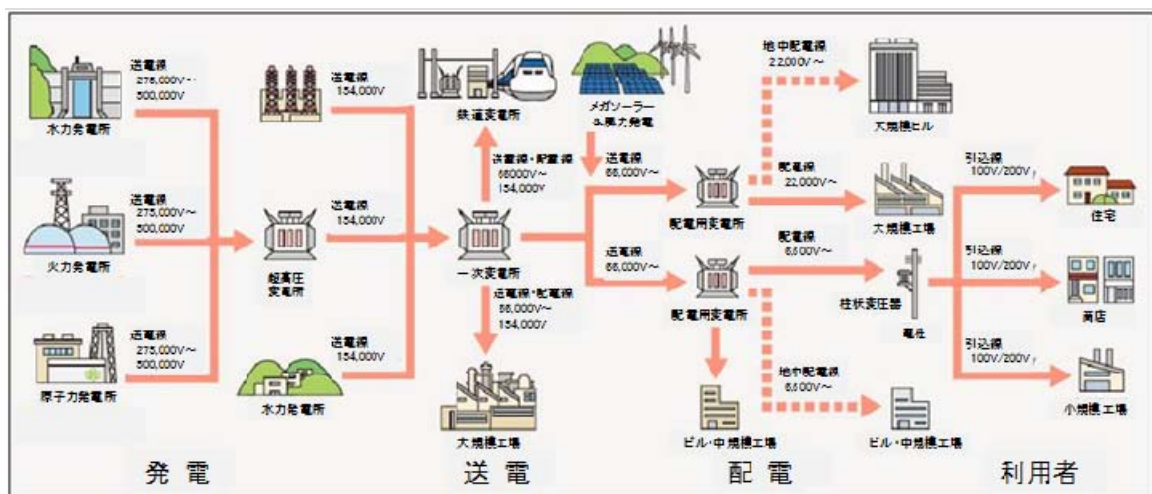 送電線
275,000V~
500,000V
水力発電所
送電線
275,000V~
500,000V
火力発電所
送電線
275,000V~
500,000V
原子力発電所
送電線
154,000V
超高圧
変電所
送電線
154,000V
水力発電所
送電線
154,000V
鉄道変電所
送電線・配電線
66000V~
154,000V
一次変電所
送電線・配電線
66,000V~
154,000V
大規模工場
メガソーラー
&風力発電
送電線
66,000V~
配電用変電所
送電線
66,000V~
配電用変電所
ビル・中規模工場
地中配電線
22,000V~
大規模ビル
配電線
22,000V~
大規模工場
配電線
6,600V~
柱状変圧器
電柱
地中配電線
6,600V~
ビル・中規模工場
引込線
100V/200V
住宅
引込線
100V/200V
商店
引込線
100V/200V
小規模工場
発電
送電
配電
利用者